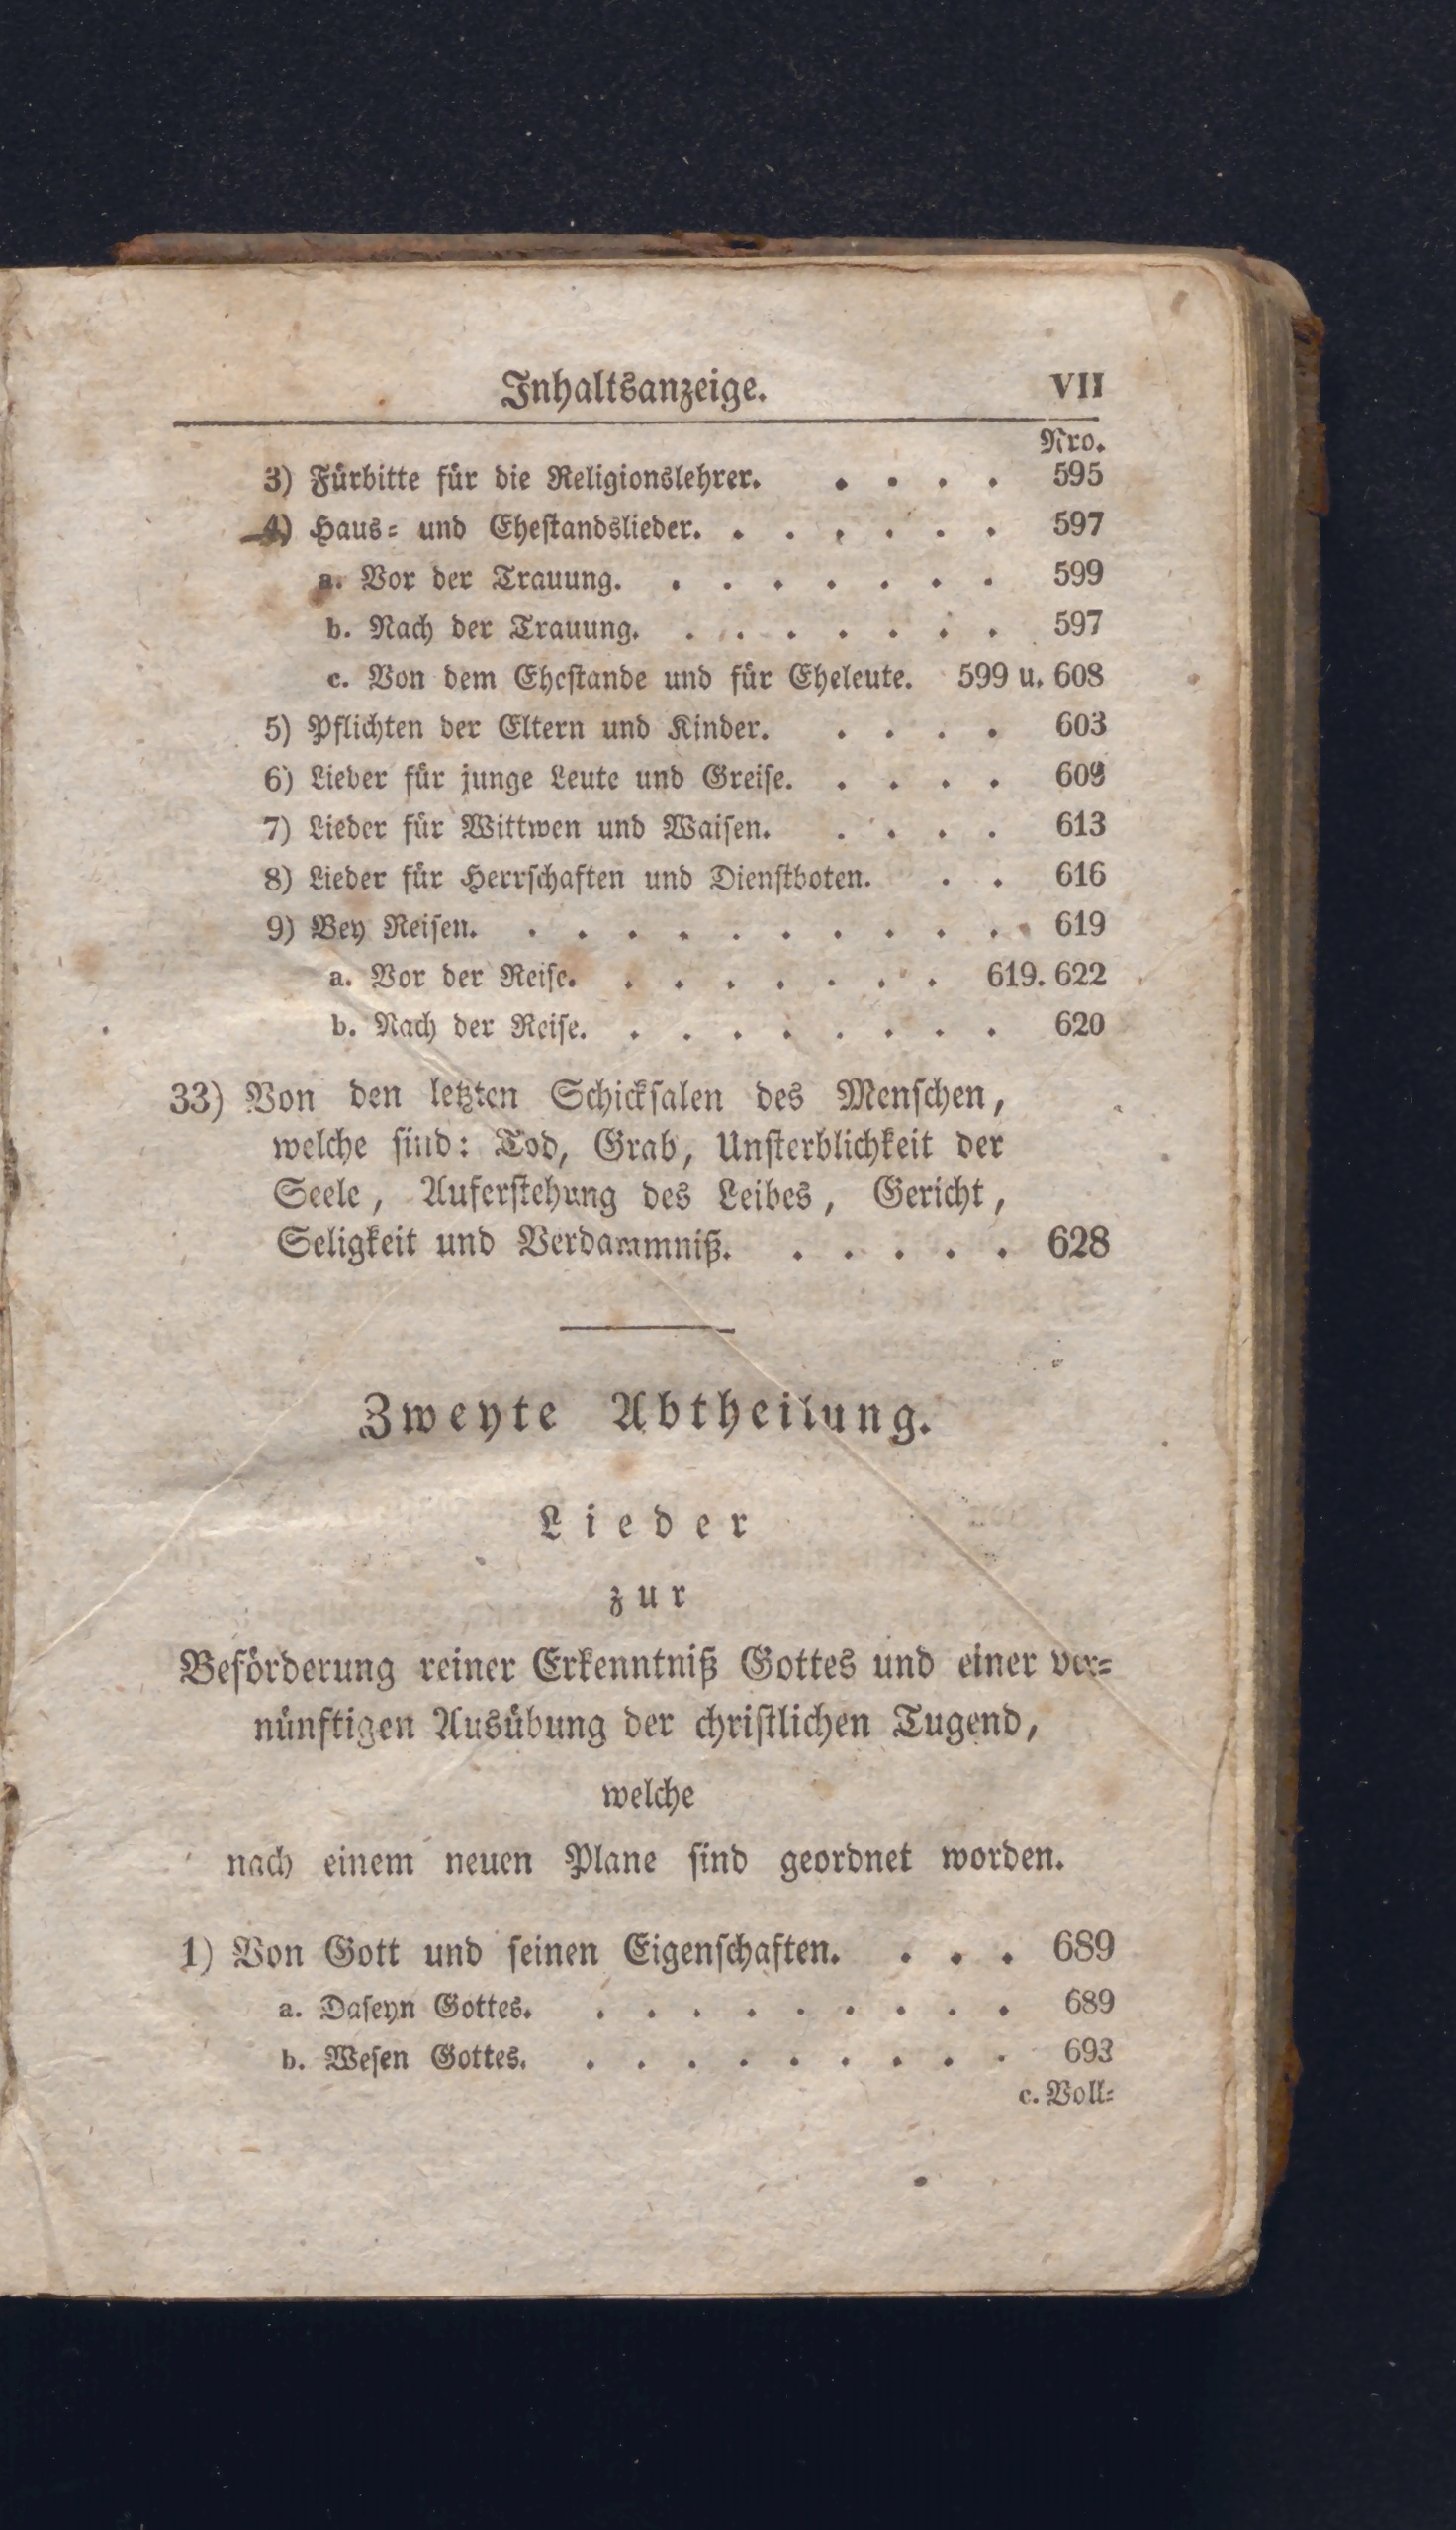 Inhaltsanzeige. VII
Nro.
3) Fürbitte für die Religionslehrer. . . . . 595
4) Haus= und Eheſtandslieder. . . . . . . 597
a. Vor der Trauung. . . . . . . . 599
b. Nach der Trauung. . . . . . . . 597
c. Von dem Eheſtande und für Eheleute. 599 u. 608
5) Pflichten der Eltern und Kinder. . . . . 603
6) Lieder für junge Leute und Greiſe. . . . . 609
7) Lieder für Wittwen und Waiſen. . . . . 613
8) Lieder für Herrſchaften und Dienſtboten. . . 616
9) Bey Reiſen. . . . . . . . . . . 619
a. Vor der Reiſe. . . . . . . . 619. 622
b. Nach der Reiſe. . . . . . . . . 620
33) Von den letzten Schickſalen des Menſchen,
welche ſind: Tod, Grab, Unſterblichkeit der
Seele, Auferſtehung des Leibes, Gericht,
Seligkeit und Verdammniß. . . . . . 628
Zweyte Abtheilung.
Lieder
zur
Beförderung reiner Erkenntniß Gottes und einer ver=
nünftigen Ausübung der chriſtlichen Tugend,
welche
nach einem neuen Plane ſind geordnet worden.
1) Von Gott und ſeinen Eigenſchaften. . . . 689
a. Daſeyn Gottes. . . . . . . . . . 689
b. Weſen Gottes. . . . . . . . . . 693
c. Voll=